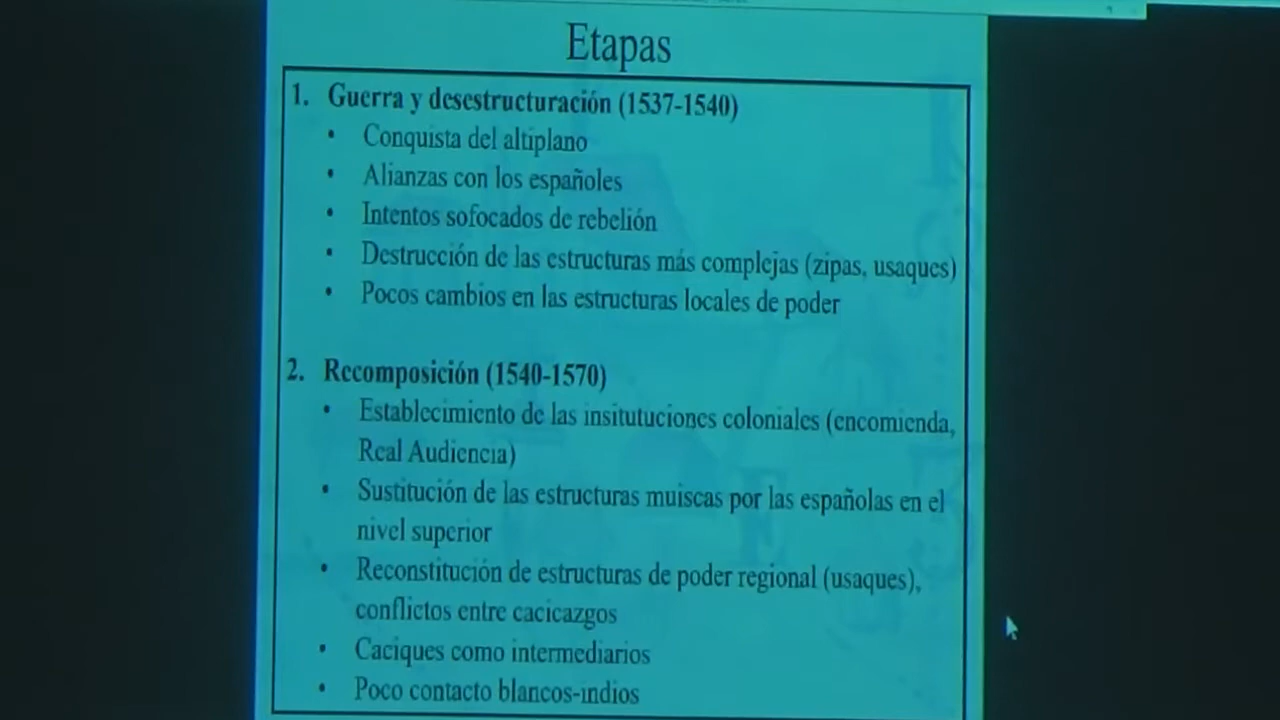 Etapas
1. Guerra y desestructuración (1537-1540)
• Conquista del altiplano
• Alianzas con los españoles
• Intentos sofocados de rebelión
• Destrucción de las estructuras más complejas (zipas, usaques)
• Pocos cambios en las estructuras locales de poder
2. Recomposición (1540-1570)
• Establecimiento de las insitutuciones coloniales (encomienda,
Real Audiencia)
• Sustitución de las estructuras muiscas por las españolas en el
nivel superior
• Reconstitución de estructuras de poder regional (usaques),
conflictos entre cacicazgos
• Caciques como intermediarios
• Poco contacto blancos-indios